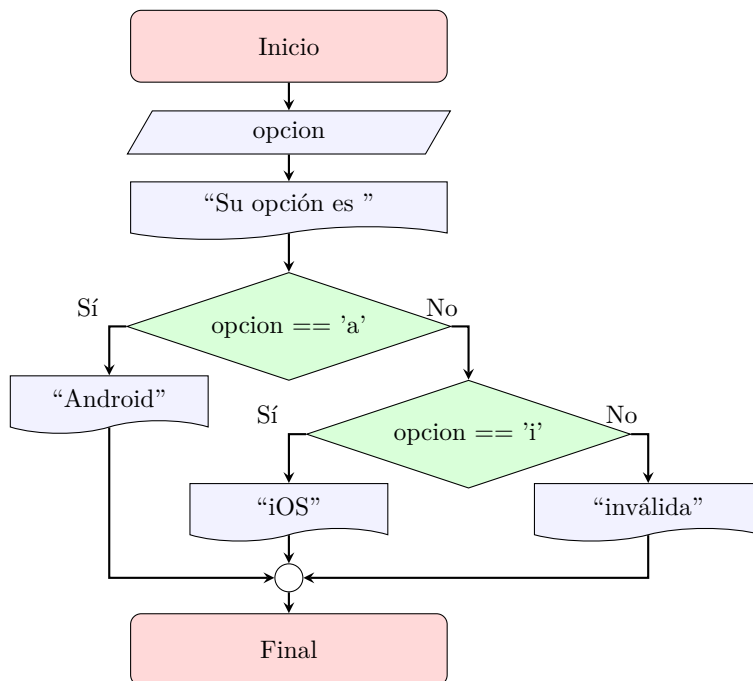 Inicio
opcion
“Su opción es ”
opcion == 'a'
Sí
No
“Android”
opcion == 'i'
Sí
No
“iOS”
“inválida”
Final